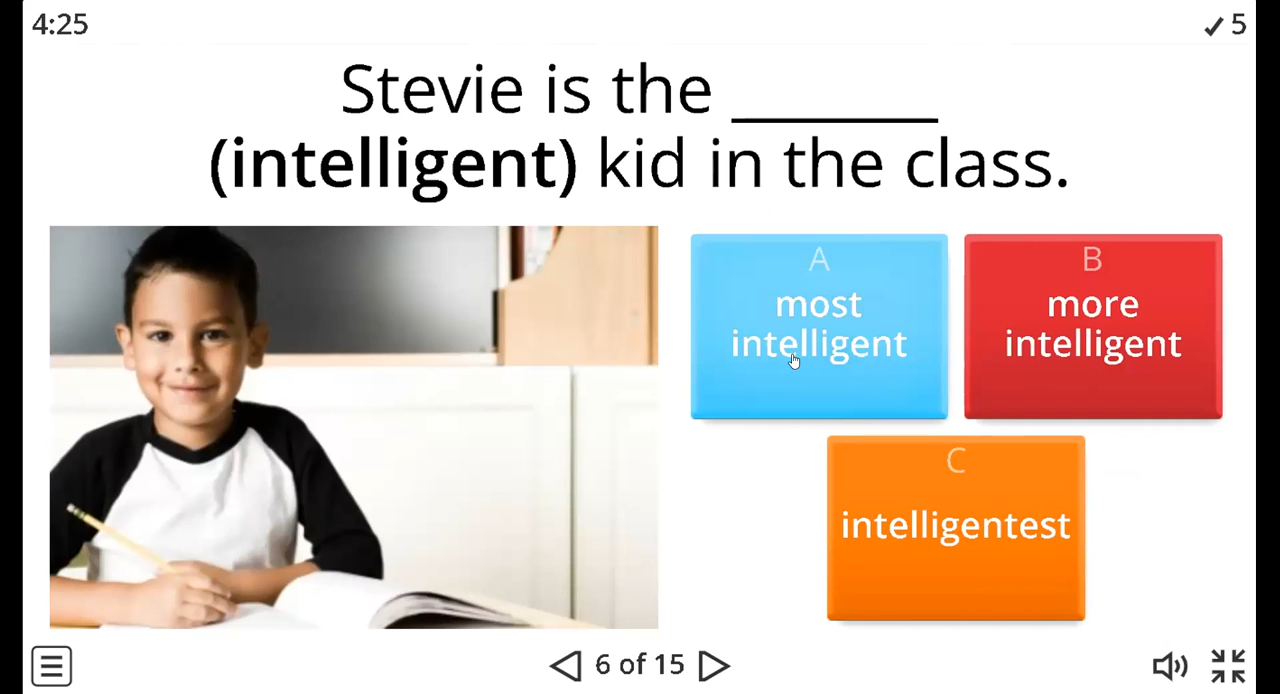 4:25
✓ 5
Stevie is the ______
(intelligent) kid in the class.
A
most
intelligent
B
more
intelligent
C
intelligentest
6 of 15